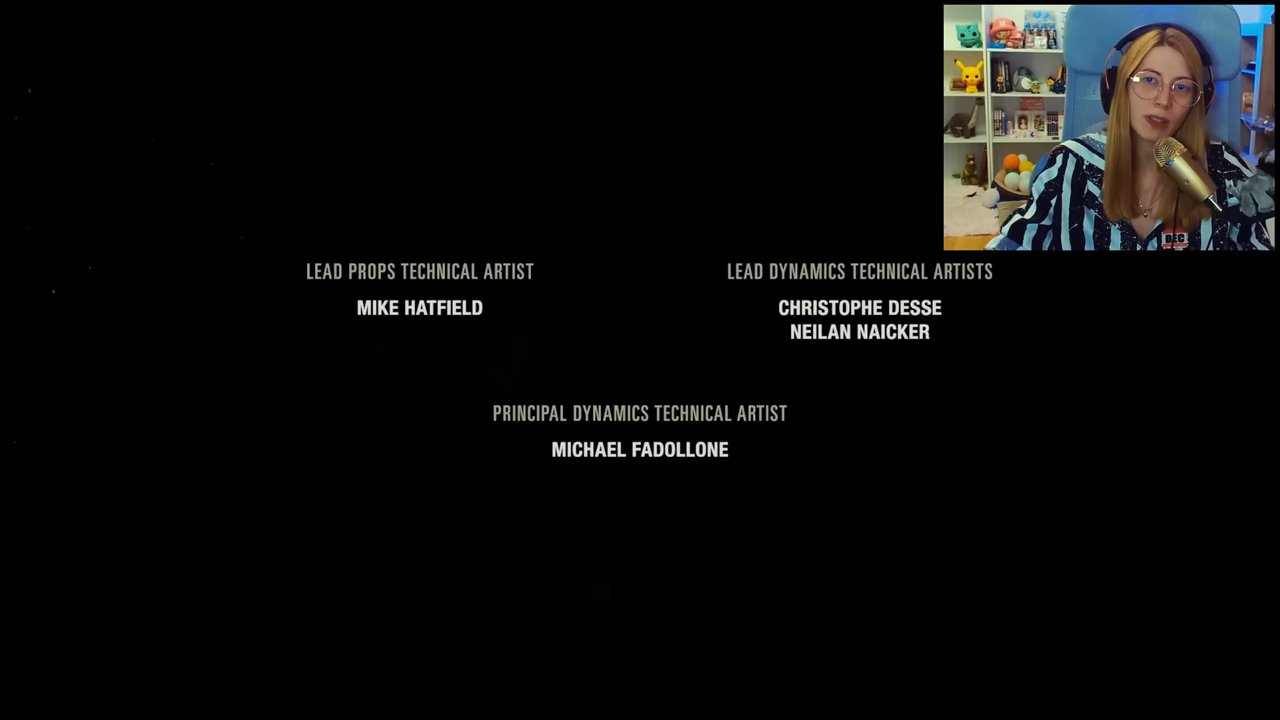 LEAD PROPS TECHNICAL ARTIST
MIKE HATFIELD
LEAD DYNAMICS TECHNICAL ARTISTS
CHRISTOPHE DESSE
NEILAN NAICKER
PRINCIPAL DYNAMICS TECHNICAL ARTIST
MICHAEL FADOLLONE